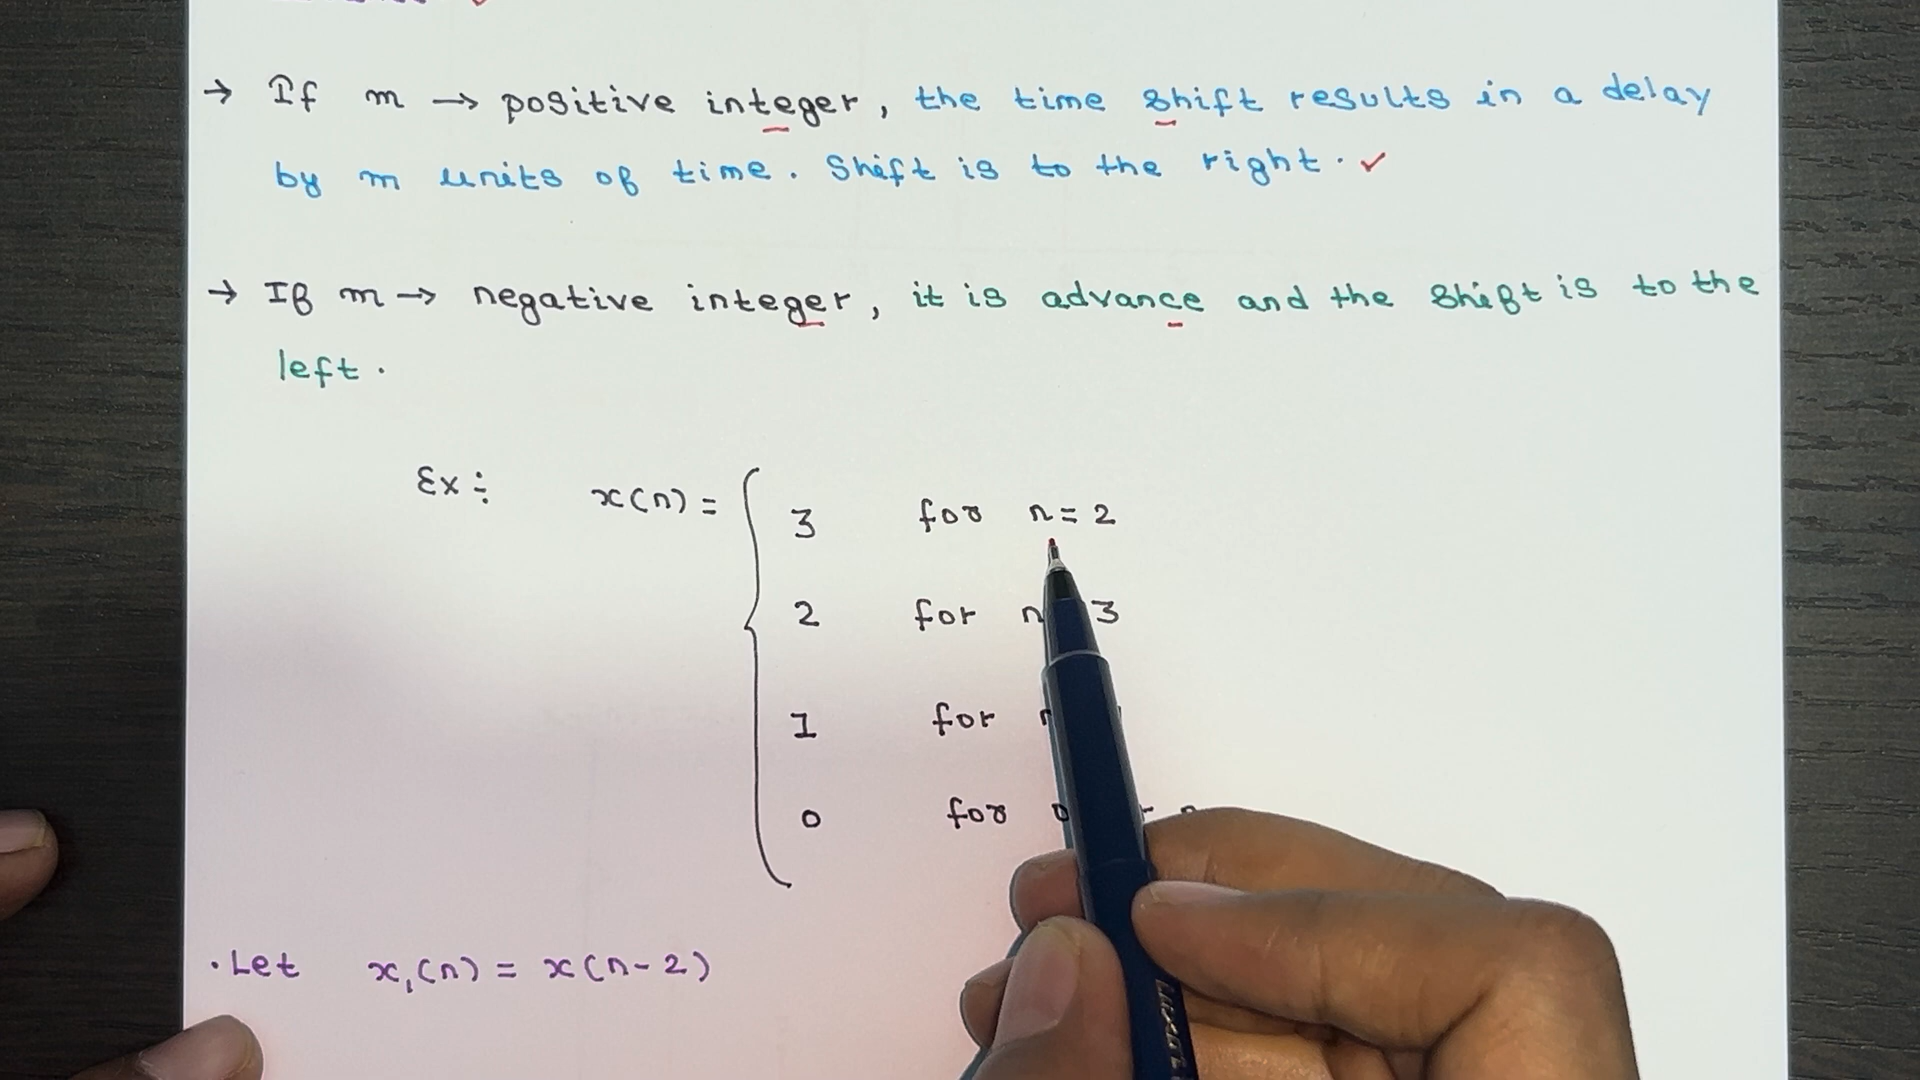 → If m → positive integer, the time shift results in a delay
by m units of time. Shift is to the right. ✓
→ If m → negative integer, it is advance and the shift is to the
left.
Ex: x(n) = { 3 for n = 2
2 for n 3
1 for
0 for
. Let x₁(n) = x(n-2)